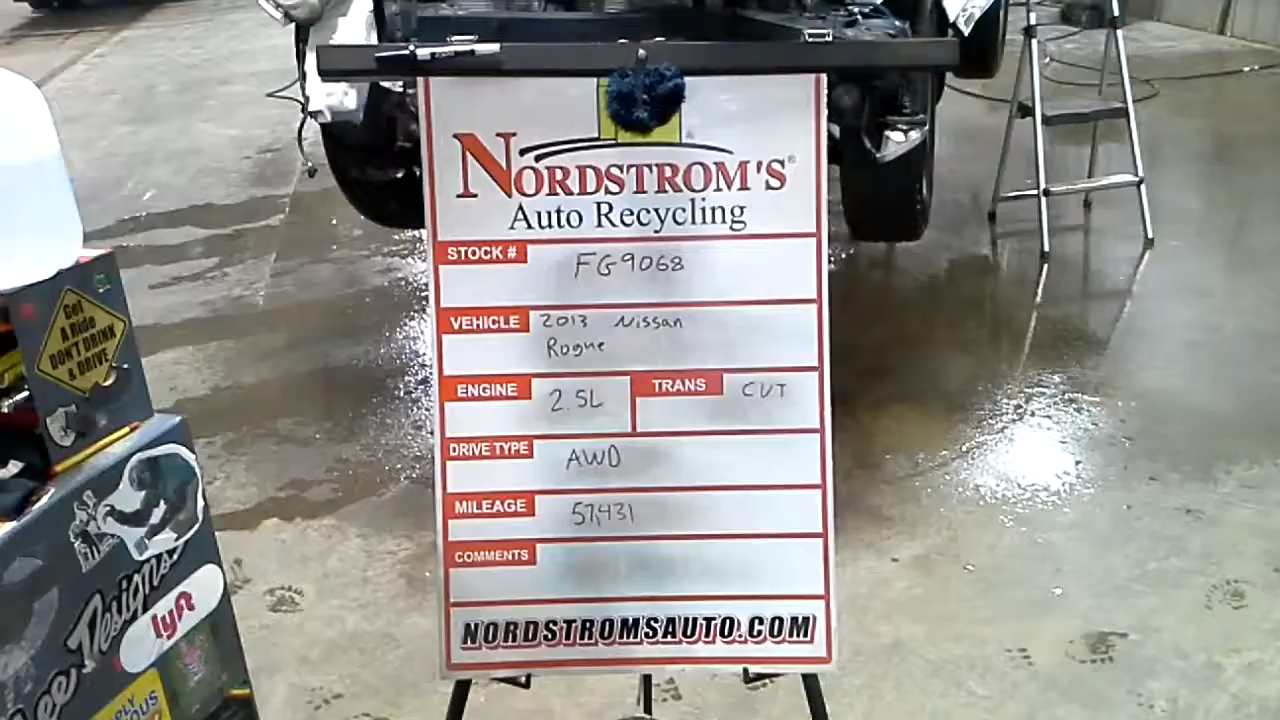 NORDSTROM'S®
Auto Recycling
STOCK # FG9068
VEHICLE 2013 Nissan
Rogue
ENGINE 2.5L TRANS CVT
DRIVE TYPE AWD
MILEAGE 57,431
COMMENTS
NORDSTROMSAUTO.COM
Get
A Ride
DON'T DRINK
& DRIVE
Designs
lyft